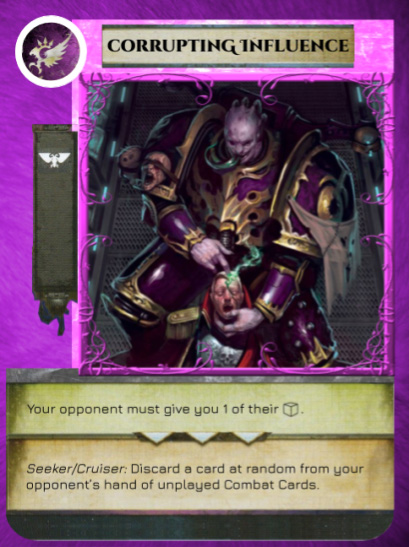 CORRUPTING INFLUENCE
Your opponent must give you 1 of their .
Seeker/Cruiser: Discard a card at random from your
opponent's hand of unplayed Combat Cards.